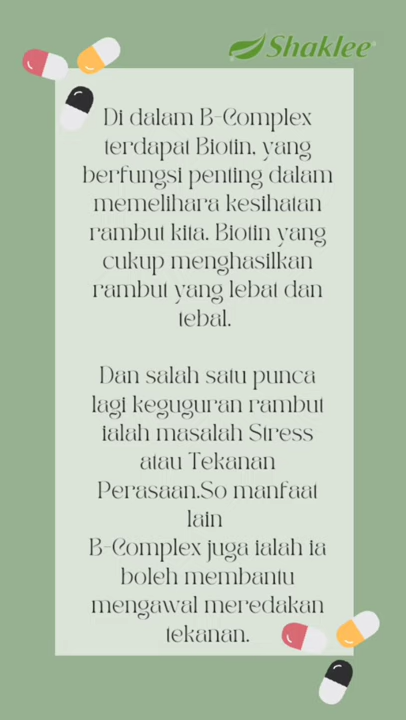 Shaklee
Di dalam B-Complex
terdapat Biotin, yang
berfungsi penting dalam
memelihara kesihatan
rambut kita. Biotin yang
cukup menghasilkan
rambut yang lebat dan
tebal.
Dan salah satu punca
lagi keguguran rambut
ialah masalah Stress
atau Tekanan
Perasaan.So manfaat
lain
B-Complex juga ialah ia
boleh membantu
mengawal meredakan
tekanan.